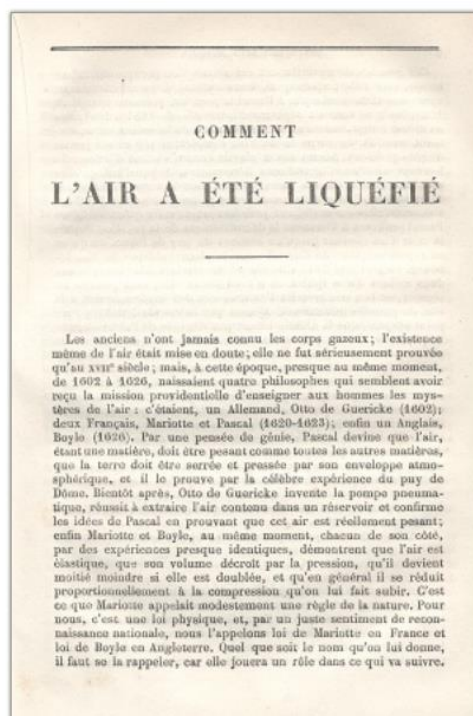 COMMENT
L'AIR A ÉTÉ LIQUÉFIÉ
Les anciens n'ont jamais connu les corps gazeux; l'existence
même de l'air était mise en doute; elle ne fut sérieusement prouvée
qu'au XVIIe siècle; mais, à cette époque, presque au même moment,
de 1602 à 1626, naissaient quatre philosophes qui semblent avoir
reçu la mission providentielle d'enseigner aux hommes les mys-
tères de l'air : c'étaient, un Allemand, Otto de Guericke (1602);
deux Français, Mariotte et Pascal (1620-1623); enfin un Anglais,
Boyle (1626). Par une pensée de génie, Pascal devine que l'air,
étant une matière, doit être pesant comme toutes les autres matières,
que la terre doit être serrée et pressée par son enveloppe atmo-
sphérique, et il le prouve par la célèbre expérience du puy de
Dôme. Bientôt après, Otto de Guericke invente la pompe pneuma-
tique, réussit à extraire l'air contenu dans un réservoir et confirme
les idées de Pascal en prouvant que cet air est réellement pesant;
enfin Mariotte et Boyle, au même moment, chacun de son côté,
par des expériences presque identiques, démontrent que l'air est
élastique, que son volume décroît par la pression, qu'il devient
moitié moindre si elle est doublée, et qu'en général il se réduit
proportionnellement à la compression qu'on lui fait subir. C'est
ce que Mariotte appelait modestement une règle de la nature. Pour
nous, c'est une loi physique, et, par un juste sentiment de recon-
naissance nationale, nous l'appelons loi de Mariotte en France et
loi de Boyle en Angleterre. Quel que soit le nom qu'on lui donne,
il faut se la rappeler, car elle jouera un rôle dans ce qui va suivre.